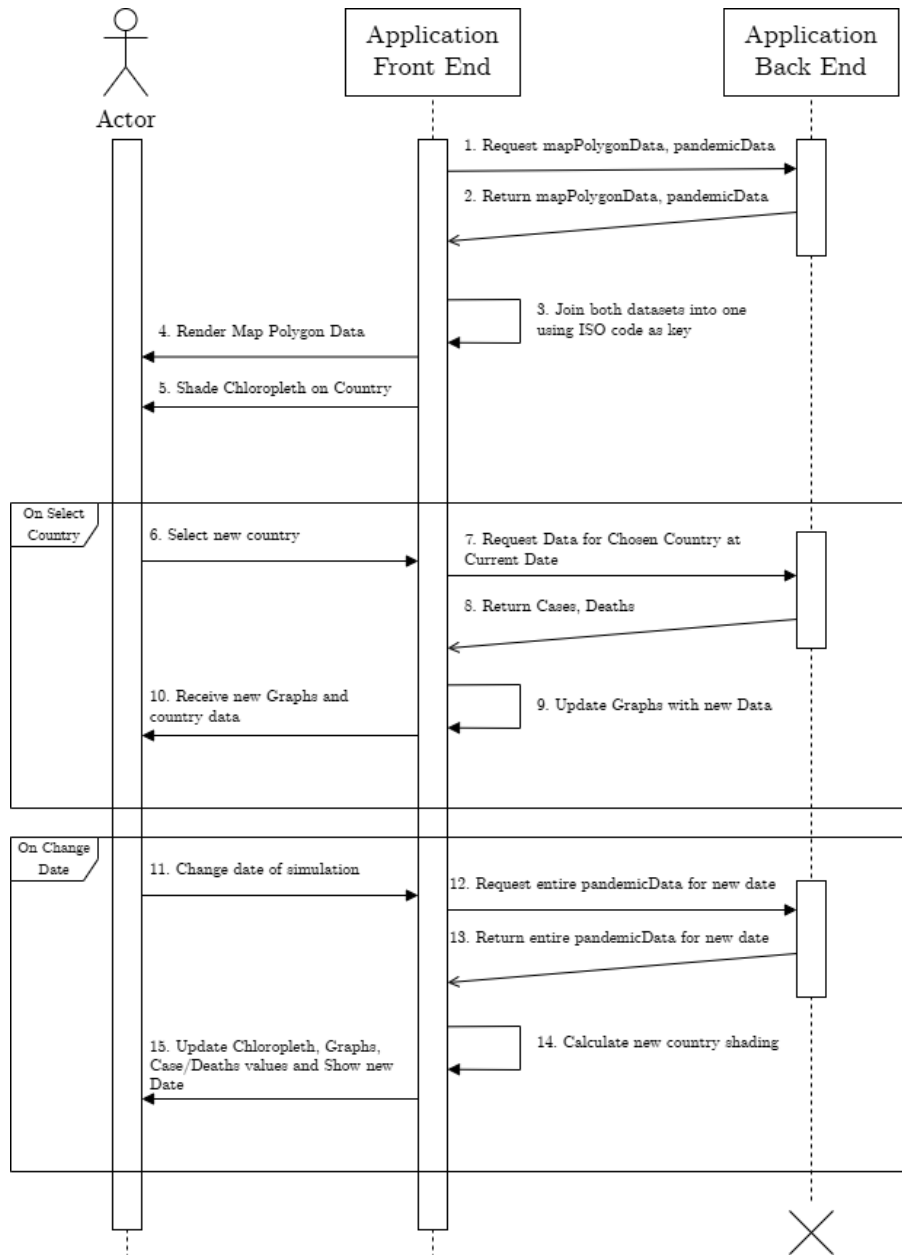 Application
Front End
Application
Back End
Actor
1. Request mapPolygonData, pandemicData
2. Return mapPolygonData, pandemicData
3. Join both datasets into one
using ISO code as key
4. Render Map Polygon Data
5. Shade Chloropleth on Country
On Select
Country
6. Select new country
7. Request Data for Chosen Country at
Current Date
8. Return Cases, Deaths
9. Update Graphs with new Data
10. Receive new Graphs and
country data
On Change
Date
11. Change date of simulation
12. Request entire pandemicData for new date
13. Return entire pandemicData for new date
14. Calculate new country shading
15. Update Chloropleth, Graphs,
Case/Deaths values and Show new
Date